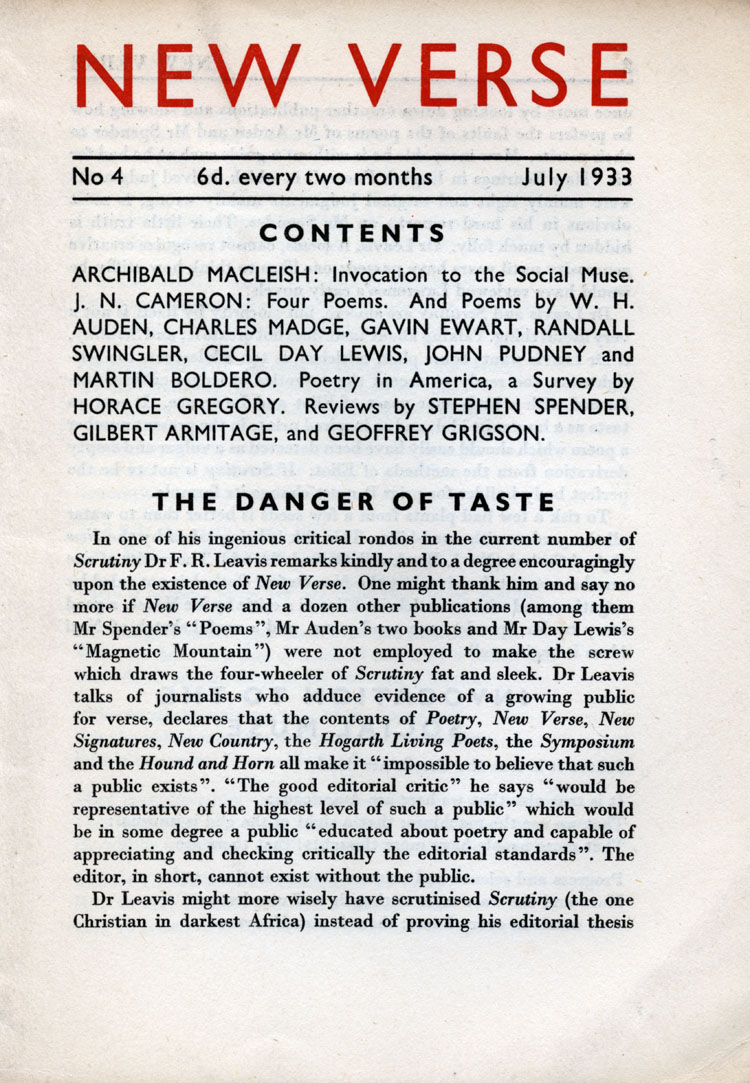 NEW VERSE
No 4 6d. every two months July 1933
CONTENTS
ARCHIBALD MACLEISH: Invocation to the Social Muse.
J. N. CAMERON: Four Poems. And Poems by W. H.
AUDEN, CHARLES MADGE, GAVIN EWART, RANDALL
SWINGLER, CECIL DAY LEWIS, JOHN PUDNEY and
MARTIN BOLDERO. Poetry in America, a Survey by
HORACE GREGORY. Reviews by STEPHEN SPENDER,
GILBERT ARMITAGE, and GEOFFREY GRIGSON.
THE DANGER OF TASTE
In one of his ingenious critical rondos in the current number of
Scrutiny Dr F. R. Leavis remarks kindly and to a degree encouragingly
upon the existence of New Verse. One might thank him and say no
more if New Verse and a dozen other publications (among them
Mr Spender's “Poems”, Mr Auden's two books and Mr Day Lewis's
“Magnetic Mountain”) were not employed to make the screw
which draws the four-wheeler of Scrutiny fat and sleek. Dr Leavis
talks of journalists who adduce evidence of a growing public
for verse, declares that the contents of Poetry, New Verse, New
Signatures, New Country, the Hogarth Living Poets, the Symposium
and the Hound and Horn all make it “impossible to believe that such
a public exists”. “The good editorial critic” he says “would be
representative of the highest level of such a public” which would
be in some degree a public “educated about poetry and capable of
appreciating and checking critically the editorial standards”. The
editor, in short, cannot exist without the public.
Dr Leavis might more wisely have scrutinised Scrutiny (the one
Christian in darkest Africa) instead of proving his editorial thesis